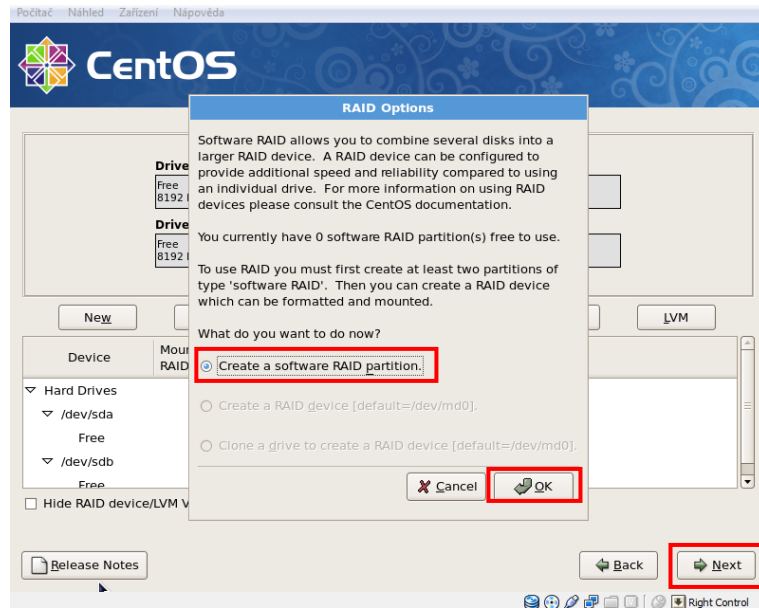 Počítač Náhled Zařízení Nápověda
CentOS
RAID Options
Software RAID allows you to combine several disks into a
larger RAID device. A RAID device can be configured to
provide additional speed and reliability compared to using
an individual drive. For more information on using RAID
devices please consult the CentOS documentation.
You currently have 0 software RAID partition(s) free to use.
To use RAID you must first create at least two partitions of
type 'software RAID'. Then you can create a RAID device
which can be formatted and mounted.
What do you want to do now?
Create a software RAID partition.
Create a RAID device [default=/dev/md0].
Clone a drive to create a RAID device [default=/dev/md0].
Cancel
OK
Drive
Free
8192
Drive
Free
8192
New
LVM
Device
RAID
Hard Drives
/dev/sda
Free
/dev/sdb
Free
Hide RAID device/LVM V
Release Notes
Back
Next
Right Control